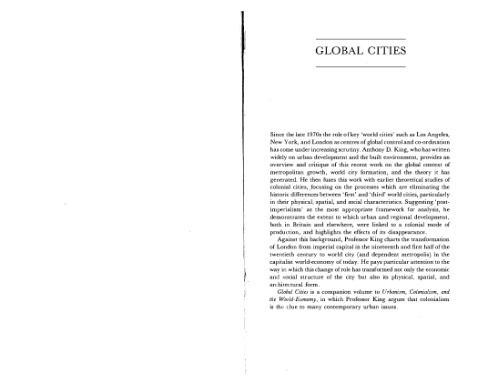 GLOBAL CITIES
Since the late 1970s the role of key 'world cities' such as Los Angeles,
New York, and London as centres of global control and co-ordination
has come under increasing scrutiny. Anthony D. King, who has written
widely on urban development and the built environment, provides an
overview and critique of this recent work on the global context of
metropolitan growth, world city formation, and the theory it has
generated. He then fuses this work with earlier theoretical studies of
colonial cities, focusing on the processes which are eliminating the
historic differences between 'first' and 'third' world cities, particularly
in their physical, spatial, and social characteristics. Suggesting 'post-
imperialism' as the most appropriate framework for analysis, he
demonstrates the extent to which urban and regional development,
both in Britain and elsewhere, were linked to a colonial mode of
production, and highlights the effects of its disappearance.
Against this background, Professor King charts the transformation
of London from imperial capital in the nineteenth and first half of the
twentieth century to world city (and dependent metropolis) in the
capitalist world-economy of today. He pays particular attention to the
way in which this change of role has transformed not only the economic
and social structure of the city but also its physical, spatial, and
architectural form.
Global Cities is a companion volume to Urbanism, Colonialism, and
the World-Economy, in which Professor King argues that colonialism
is the clue to many contemporary urban issues.